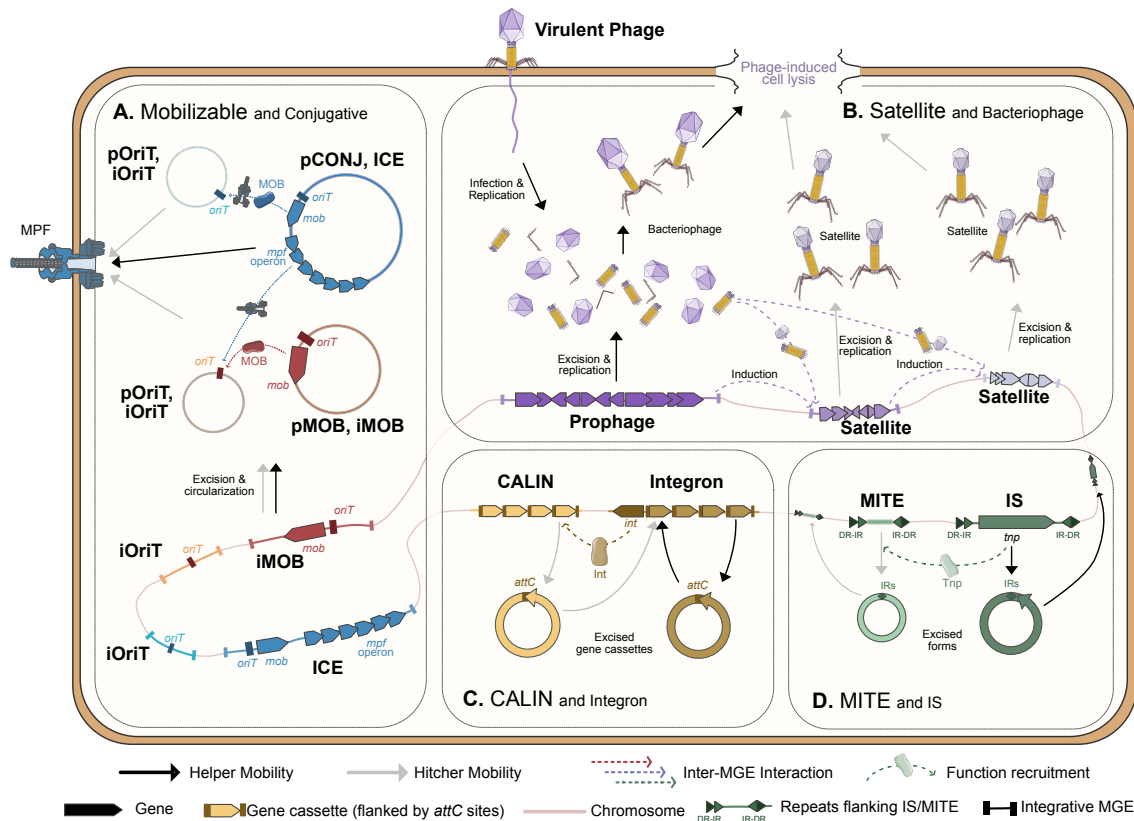 Virulent Phage
Phage-induced
cell lysis
A. Mobilizable and Conjugative
pOriT,
iOriT
pCONJ, ICE
MOB
oriT
oriT
mob
MPF
mpf
operon
oriT
MOB
oriT
mob
pOriT,
iOriT
pMOB, iMOB
Excision &
circularization
oriT
iMOB
mob
iOriT
oriT
iOriT
oriT
oriT
mob
ICE
mpf
operon
B. Satellite and Bacteriophage
Infection &
Replication
Bacteriophage
Satellite
Satellite
Excision &
replication
Excision &
replication
Excision &
replication
Induction
Induction
Prophage
Satellite
Satellite
CALIN
Integron
int
Int
attC
attC
Excised
gene cassettes
C. CALIN and Integron
MITE
IS
DR-IR
IR-DR
DR-IR
IR-DR
tnp
Tnp
IRs
IRs
Excised
forms
D. MITE and IS
Helper Mobility
Hitcher Mobility
Inter-MGE Interaction
Function recruitment
Gene
Gene cassette (flanked by attC sites)
Chromosome
DR-IR
IR-DR
Repeats flanking IS/MITE
Integrative MGE